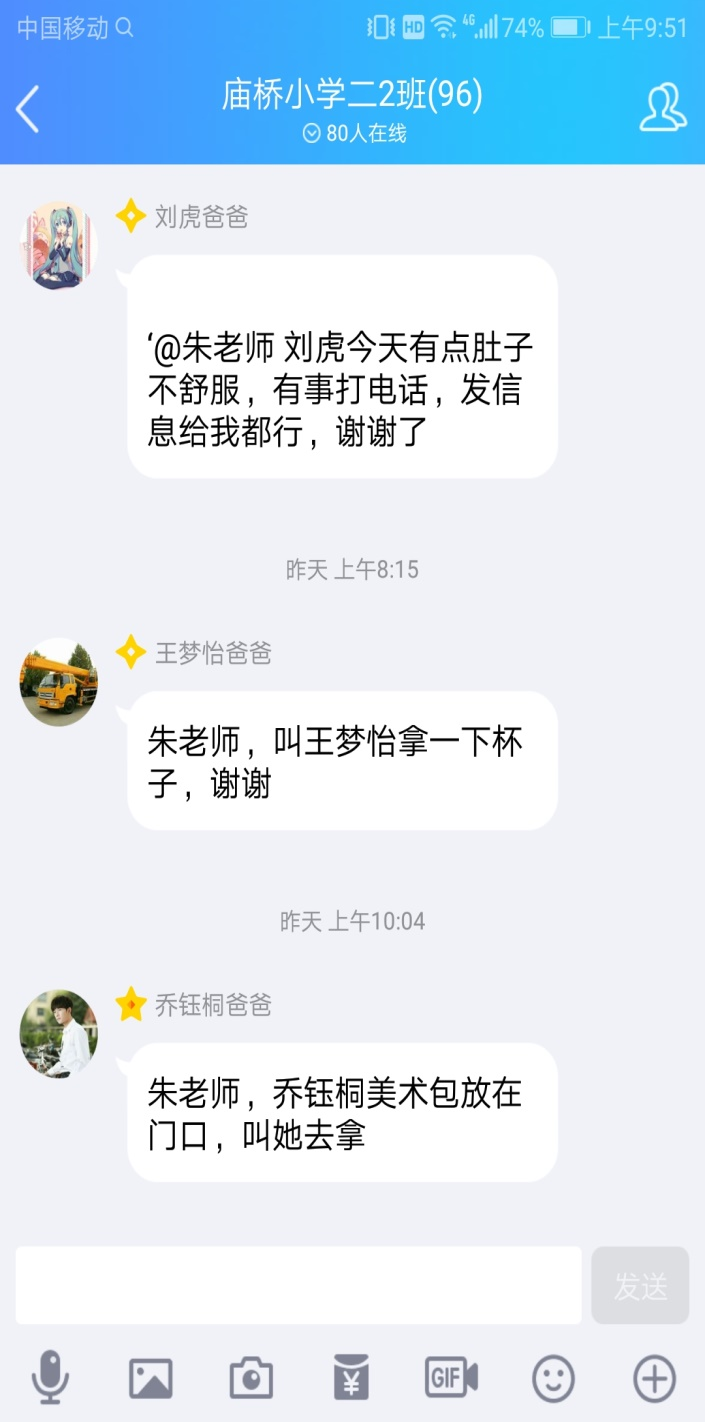 中国移动
HD 4G 74% 上午9:51
庙桥小学二2班(96)
80人在线
刘虎爸爸
‘@朱老师 刘虎今天有点肚子
不舒服，有事打电话，发信
息给我都行，谢谢了
昨天 上午8:15
王梦怡爸爸
朱老师，叫王梦怡拿一下杯
子，谢谢
昨天 上午10:04
乔钰桐爸爸
朱老师，乔钰桐美术包放在
门口，叫她去拿
发送
¥
GIF